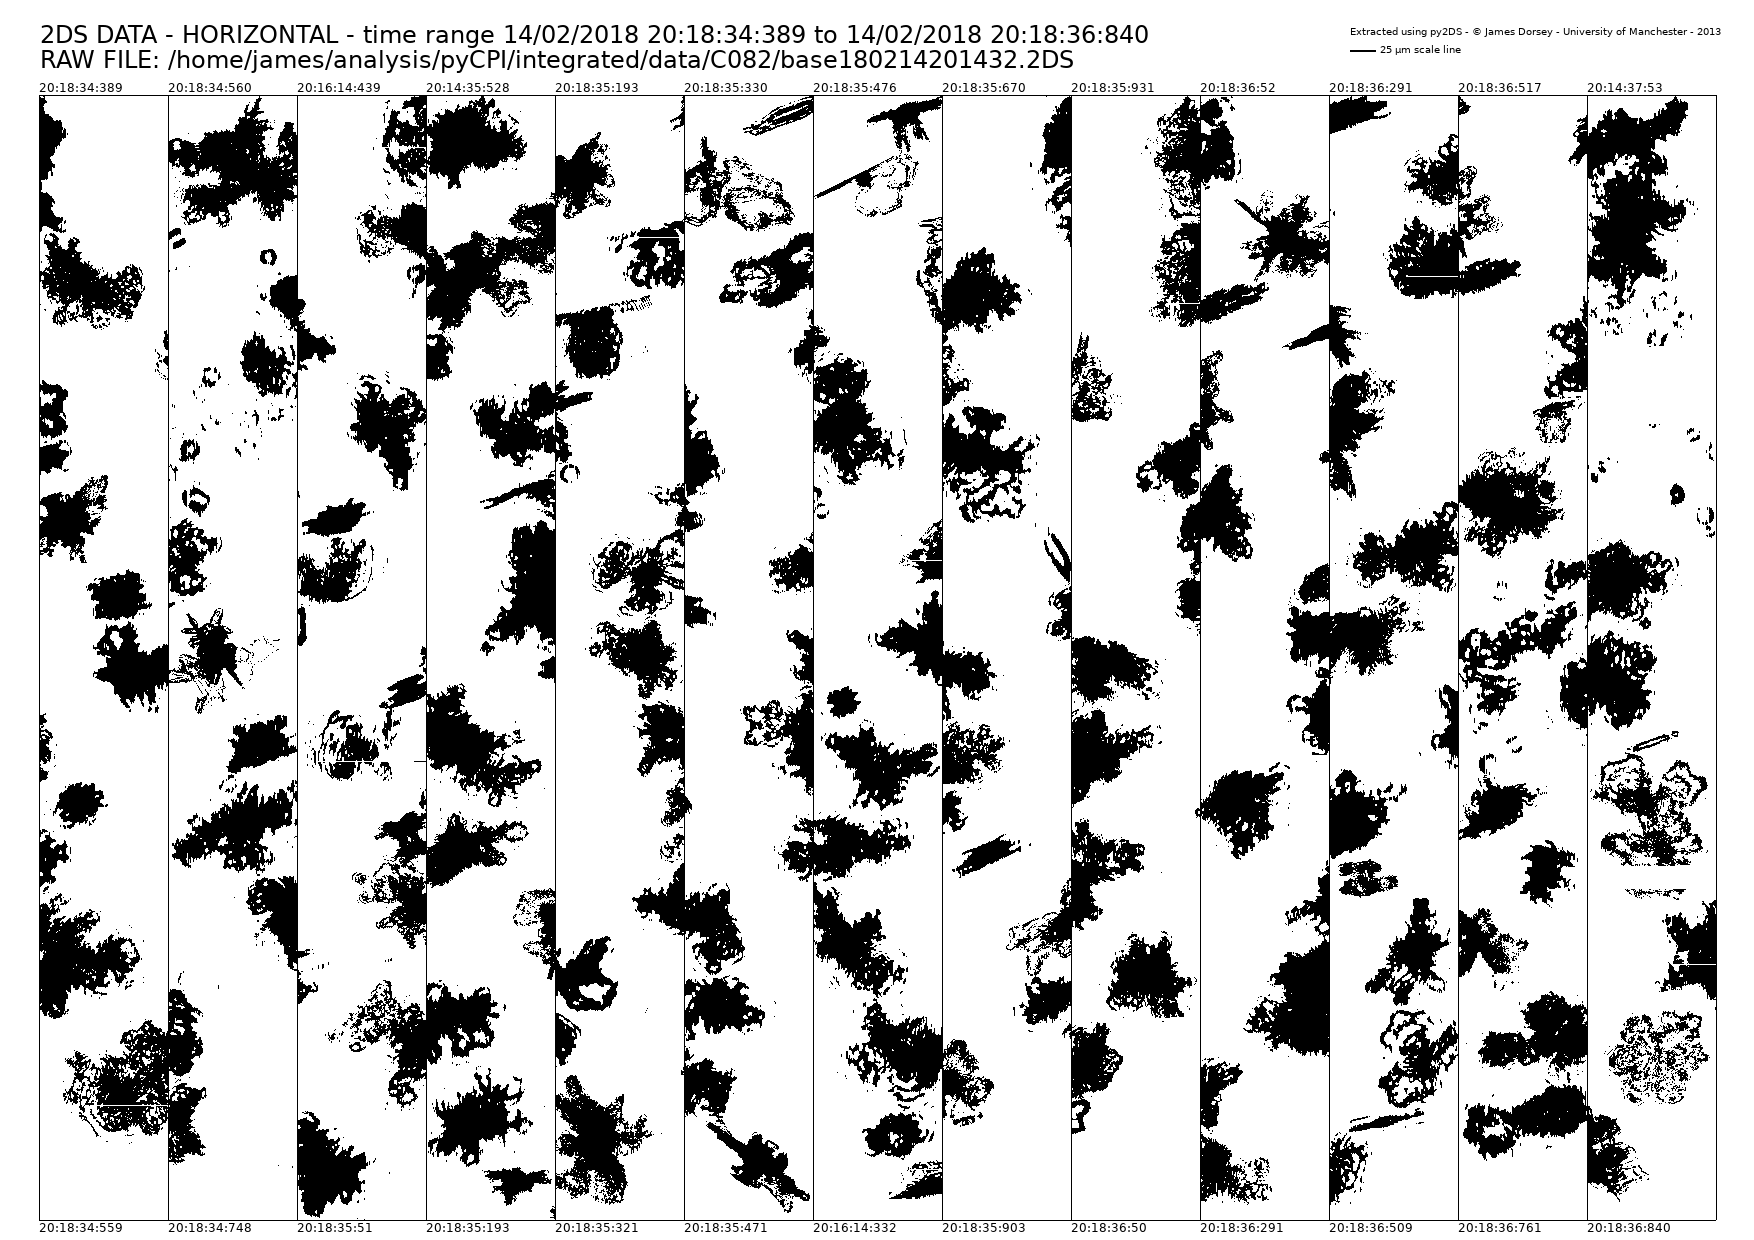 2DS DATA - HORIZONTAL - time range 14/02/2018 20:18:34:389 to 14/02/2018 20:18:36:840
RAW FILE: /home/james/analysis/pyCPI/integrated/data/C082/base180214201432.2DS
Extracted using py2DS - © James Dorsey - University of Manchester - 2013
25 µm scale line
20:18:34:389 20:18:34:560 20:16:14:439 20:14:35:528 20:18:35:193 20:18:35:330 20:18:35:476 20:18:35:670 20:18:35:931 20:18:36:52 20:18:36:291 20:18:36:517 20:14:37:53
20:18:34:559 20:18:34:748 20:18:35:51 20:18:35:193 20:18:35:321 20:18:35:471 20:16:14:332 20:18:35:903 20:18:36:50 20:18:36:291 20:18:36:509 20:18:36:761 20:18:36:840